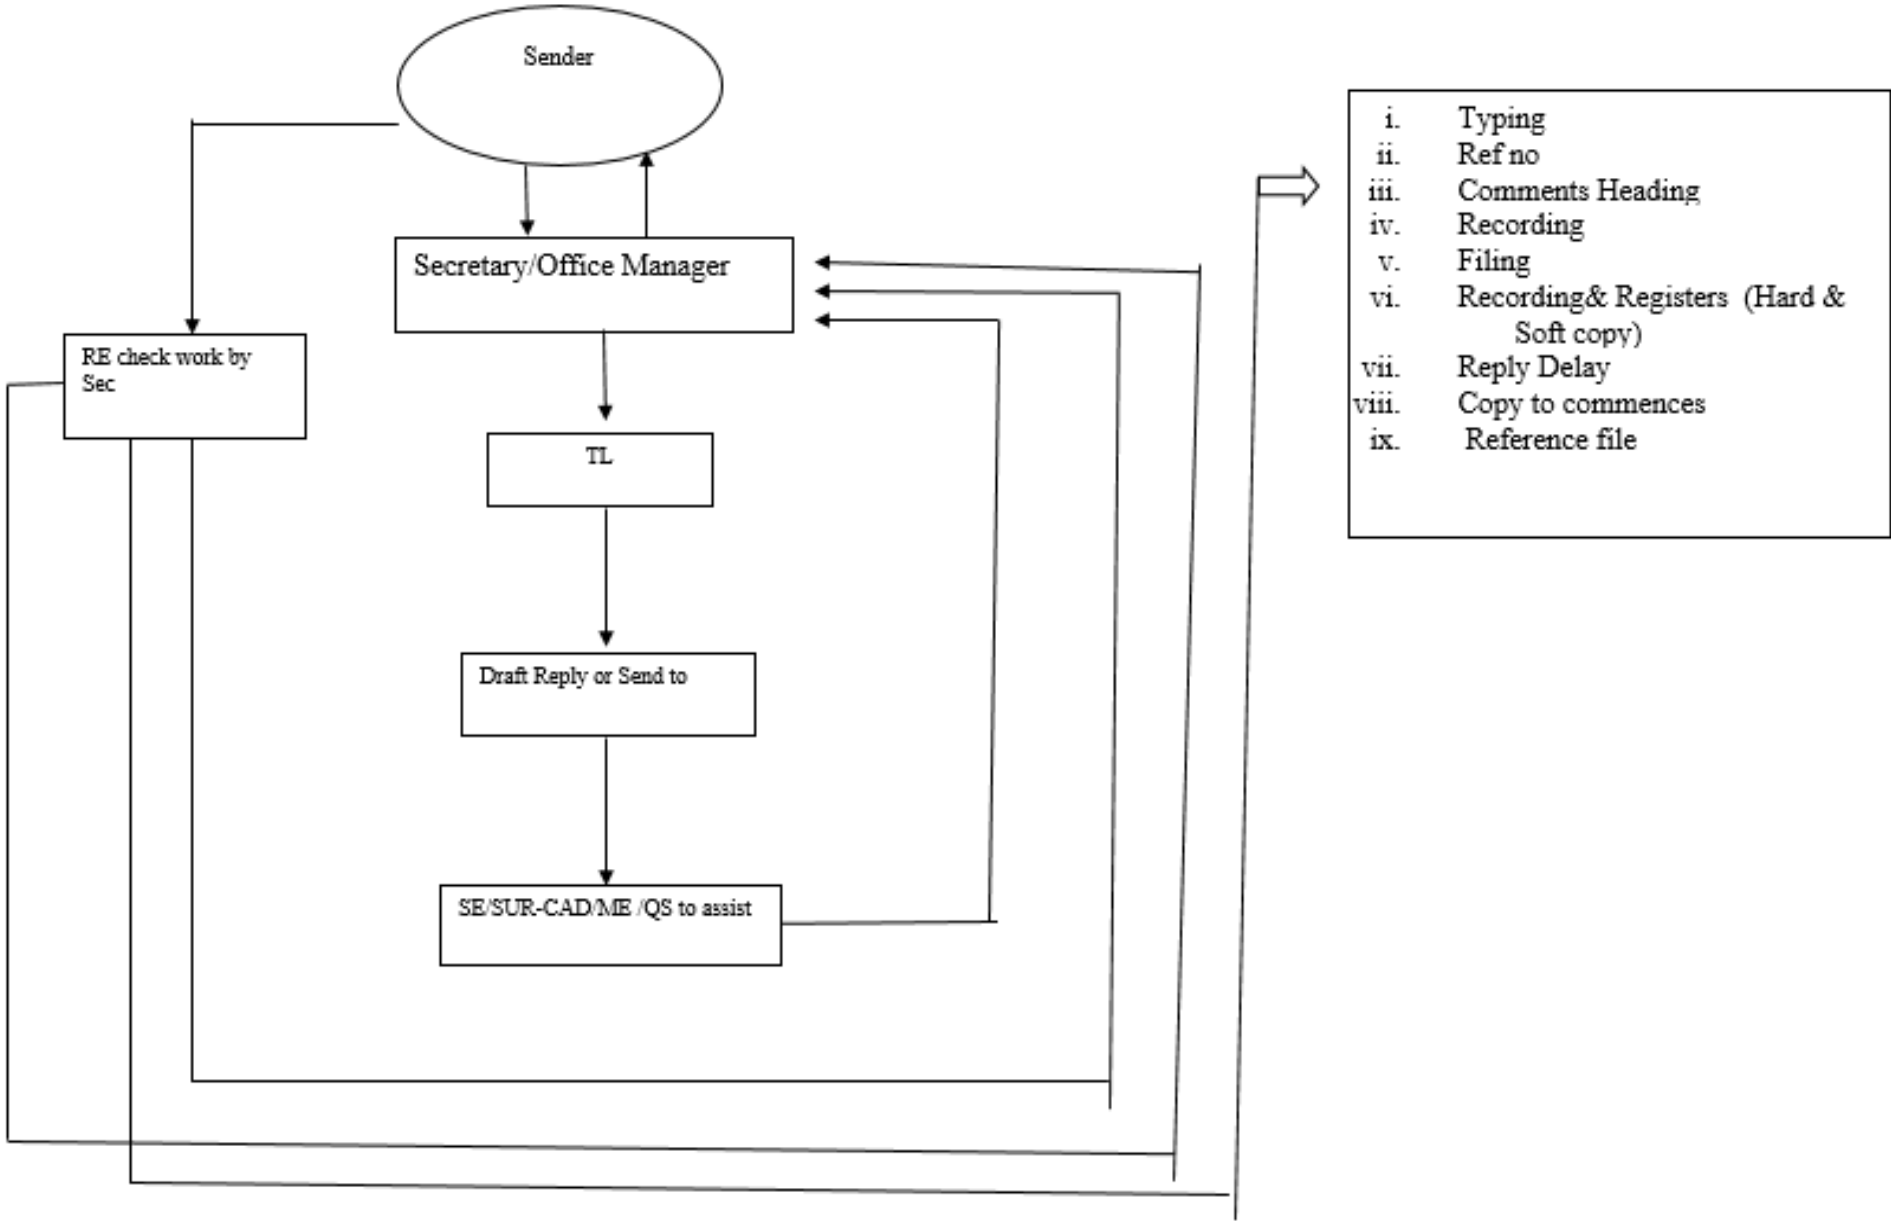 Sender
Secretary/Office Manager
RE check work by
Sec
TL
Draft Reply or Send to
SE/SUR-CAD/ME /QS to assist
i. Typing
ii. Ref no
iii. Comments Heading
iv. Recording
v. Filing
vi. Recording& Registers (Hard &
Soft copy)
vii. Reply Delay
viii. Copy to commences
ix. Reference file